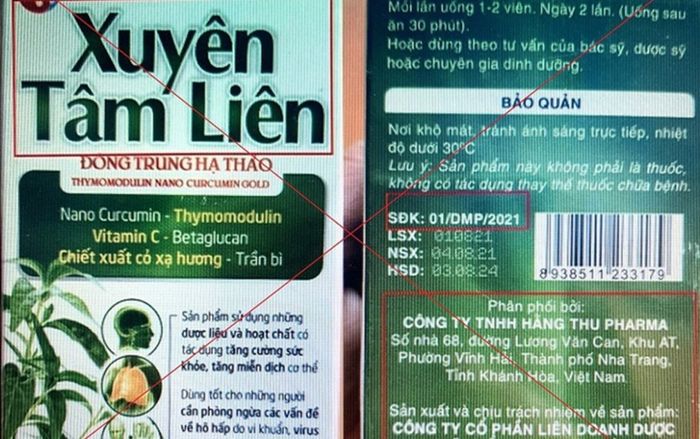 Xuyên
Tâm Liên
ĐÔNG TRÙNG HẠ THẢO
THYMOMODULIN NANO CURCUMIN GOLD
Nano Curcumin - Thymomodulin
Vitamin C - Betaglucan
Chiết xuất cỏ xạ hương - Trần bì
Sản phẩm sử dụng những
dược liệu và hoạt chất có
tác dụng tăng cường sức
khỏe, tăng miễn dịch cơ thể
Dùng tốt cho những người
cần phòng ngừa các vấn đề
về hô hấp do vi khuẩn, virus
Mỗi lần uống 1-2 viên. Ngày 2 lần. (Uống sau
ăn 30 phút).
Hoặc dùng theo tư vấn của bác sỹ, dược sỹ
hoặc chuyên gia dinh dưỡng.
BẢO QUẢN
Nơi khô mát, tránh ánh sáng trực tiếp, nhiệt
độ dưới 30°C
Lưu ý: Sản phẩm này không phải là thuốc,
không có tác dụng thay thế thuốc chữa bệnh.
SĐK: 01/DMP/2021
LSX: 010821
NSX: 04.08.21
HSD: 03.08.24
8 938511 233179
Phân phối bởi:
CÔNG TY TNHH HẰNG THU PHARMA
Số nhà 68, đường Lương Văn Can, Khu AT,
Phường Vĩnh Hải, Thành phố Nha Trang,
Tỉnh Khánh Hòa, Việt Nam
Sản xuất và chịu trách nhiệm về sản phẩm:
CÔNG TY CỔ PHẦN LIÊN DOANH DƯỢC